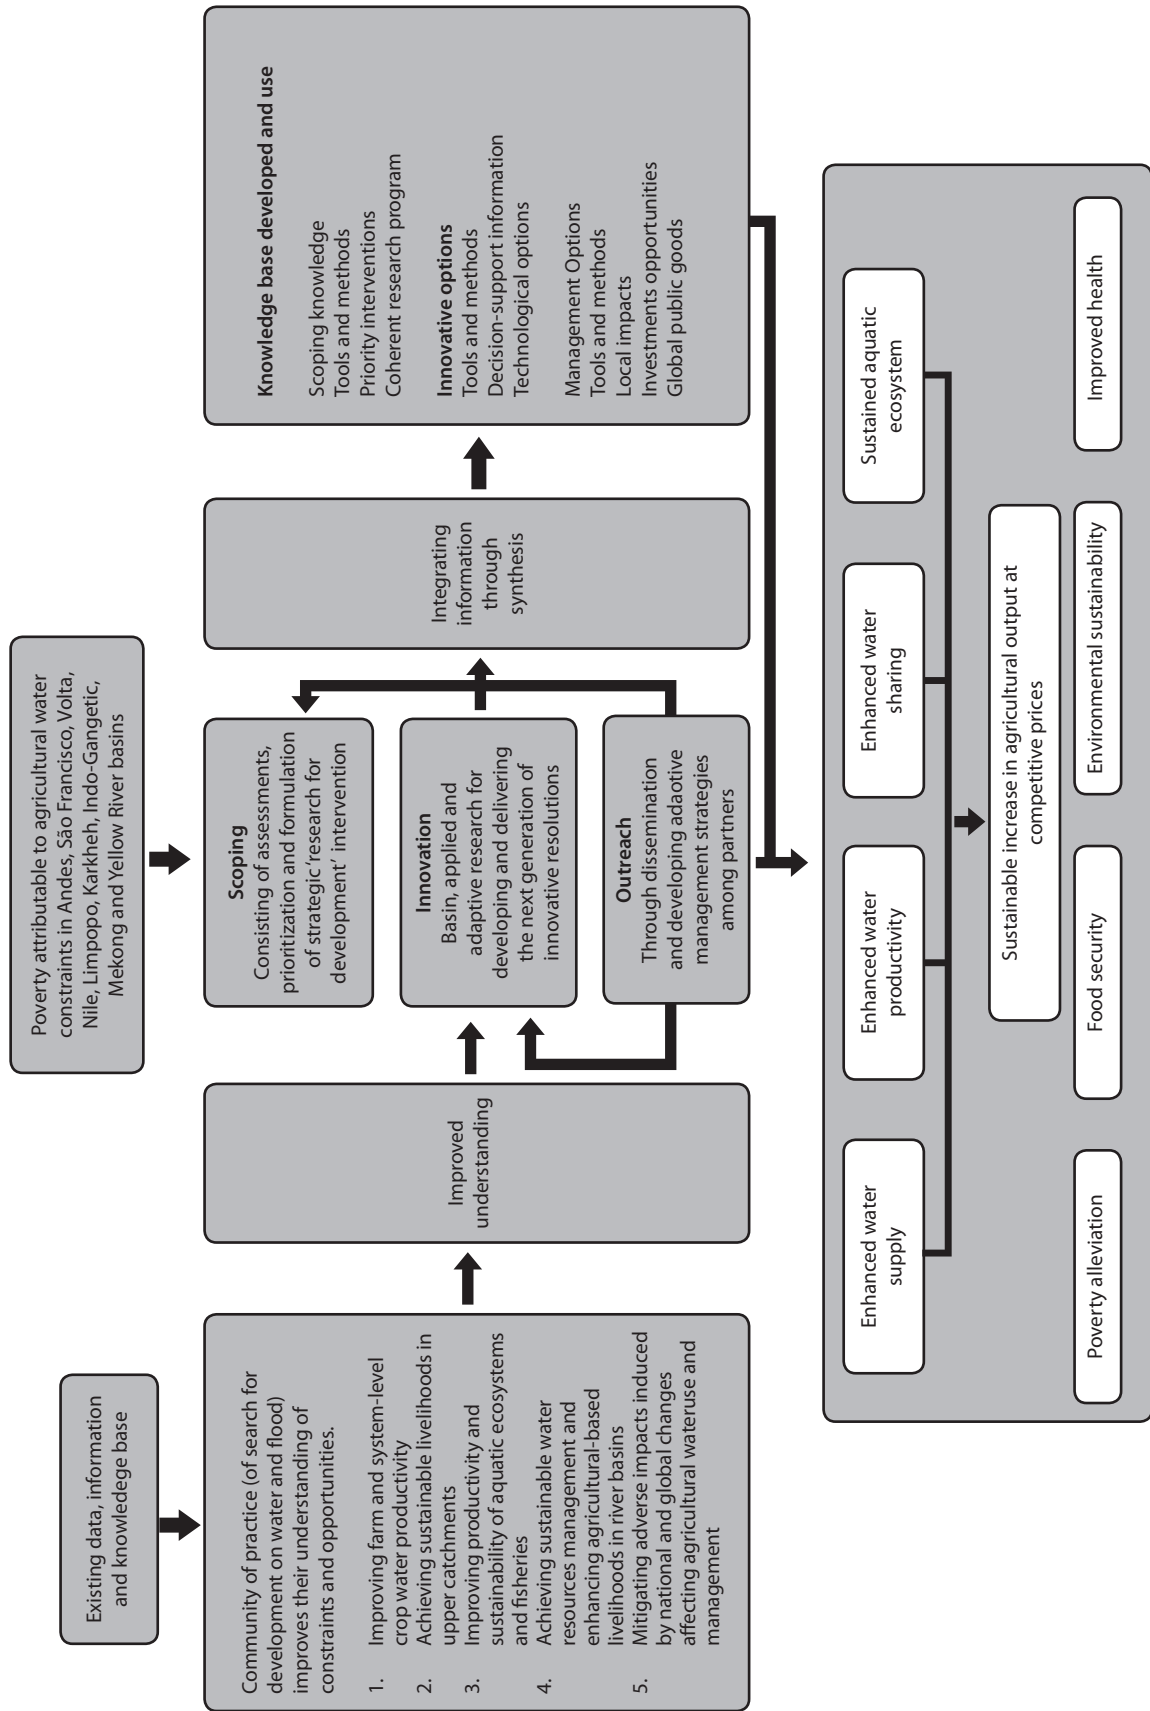 Existing data, information
and knowledege base
Community of practice (of search for
development on water and flood)
improves their understanding of
constraints and opportunities.
1. Improving farm and system-level
crop water productivity
2. Achieving sustainable livelihoods in
upper catchments
3. Improving productivity and
sustainability of aquatic ecosystems
and fisheries
4. Achieving sustainable water
resources management and
enhancing agricultural-based
livelihoods in river basins
5. Mitigating adverse impacts induced
by national and global changes
affecting agricultural wateruse and
management
Improved
understanding
Poverty attributable to agricultural water
constraints in Andes, São Francisco, Volta,
Nile, Limpopo, Karkheh, Indo-Gangetic,
Mekong and Yellow River basins
Scoping
Consisting of assessments,
prioritization and formulation
of strategic ‘research for
development’ intervention
Innovation
Basin, applied and
adaptive research for
developing and delivering
the next generation of
innovative resolutions
Outreach
Through dissemination
and developing adaotive
management strategies
among partners
Integrating
information
through
synthesis
Knowledge base developed and use
Scoping knowledge
Tools and methods
Priority interventions
Coherent research program
Innovative options
Tools and methods
Decision-support information
Technological options
Management Options
Tools and methods
Local impacts
Investments opportunities
Global public goods
Enhanced water
supply
Enhanced water
productivity
Enhanced water
sharing
Sustained aquatic
ecosystem
Sustainable increase in agricultural output at
competitive prices
Poverty alleviation
Food security
Environmental sustainability
Improved health